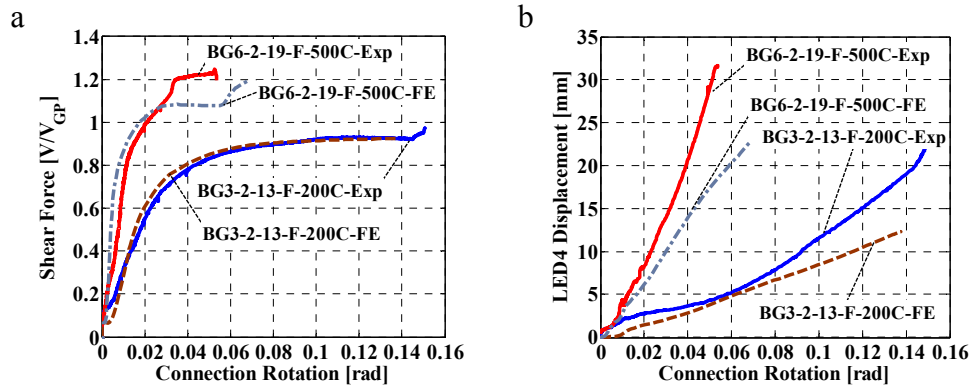 a
b
Shear Force [V/V_GP]
1.4
1.2
1
0.8
0.6
0.4
0.2
0
0
0.02
0.04
0.06
0.08
0.1
0.12
0.14
0.16
Connection Rotation [rad]
BG6-2-19-F-500C-Exp
BG6-2-19-F-500C-FE
BG3-2-13-F-200C-Exp
BG3-2-13-F-200C-FE
LED4 Displacement [mm]
35
30
25
20
15
10
5
0
0
0.02
0.04
0.06
0.08
0.1
0.12
0.14
0.16
Connection Rotation [rad]
BG6-2-19-F-500C-Exp
BG6-2-19-F-500C-FE
BG3-2-13-F-200C-Exp
BG3-2-13-F-200C-FE